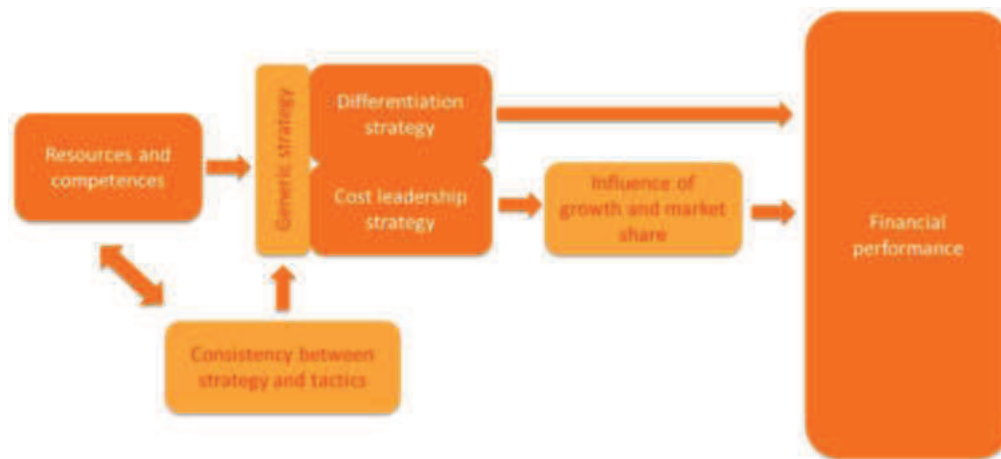 Resources and
competences
Generic strategy
Differentiation
strategy
Cost leadership
strategy
Influence of
growth and market
share
Financial
performance
Consistency between
strategy and tactics